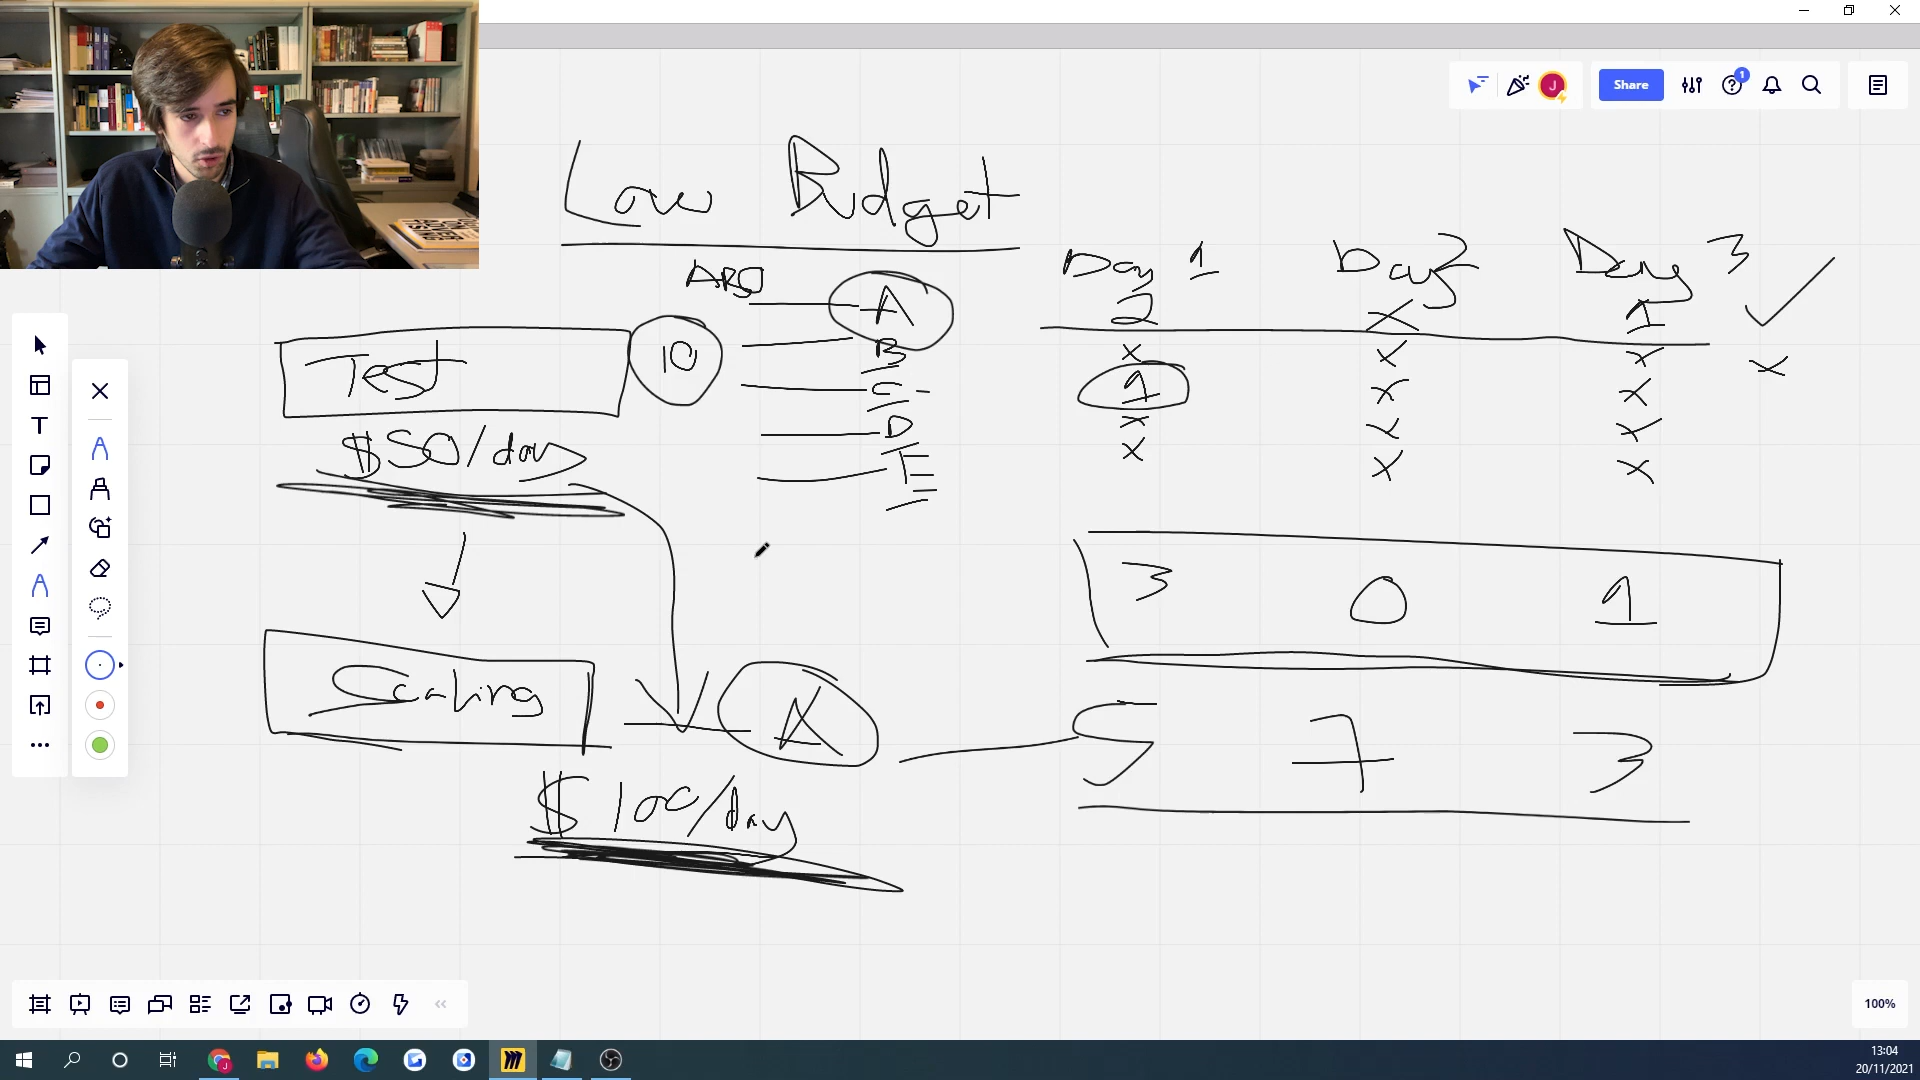 Share
1
J
Low Budget
Day 1
Day 2
Day 3
2
X
1
A
x
x
x
x
B
1
x
x
C -
x
x
x
D
x
x
x
E
Test
10
$50/day
3
0
1
Scaling
A
5
7
3
$100/day
100%
13:04
20/11/2021